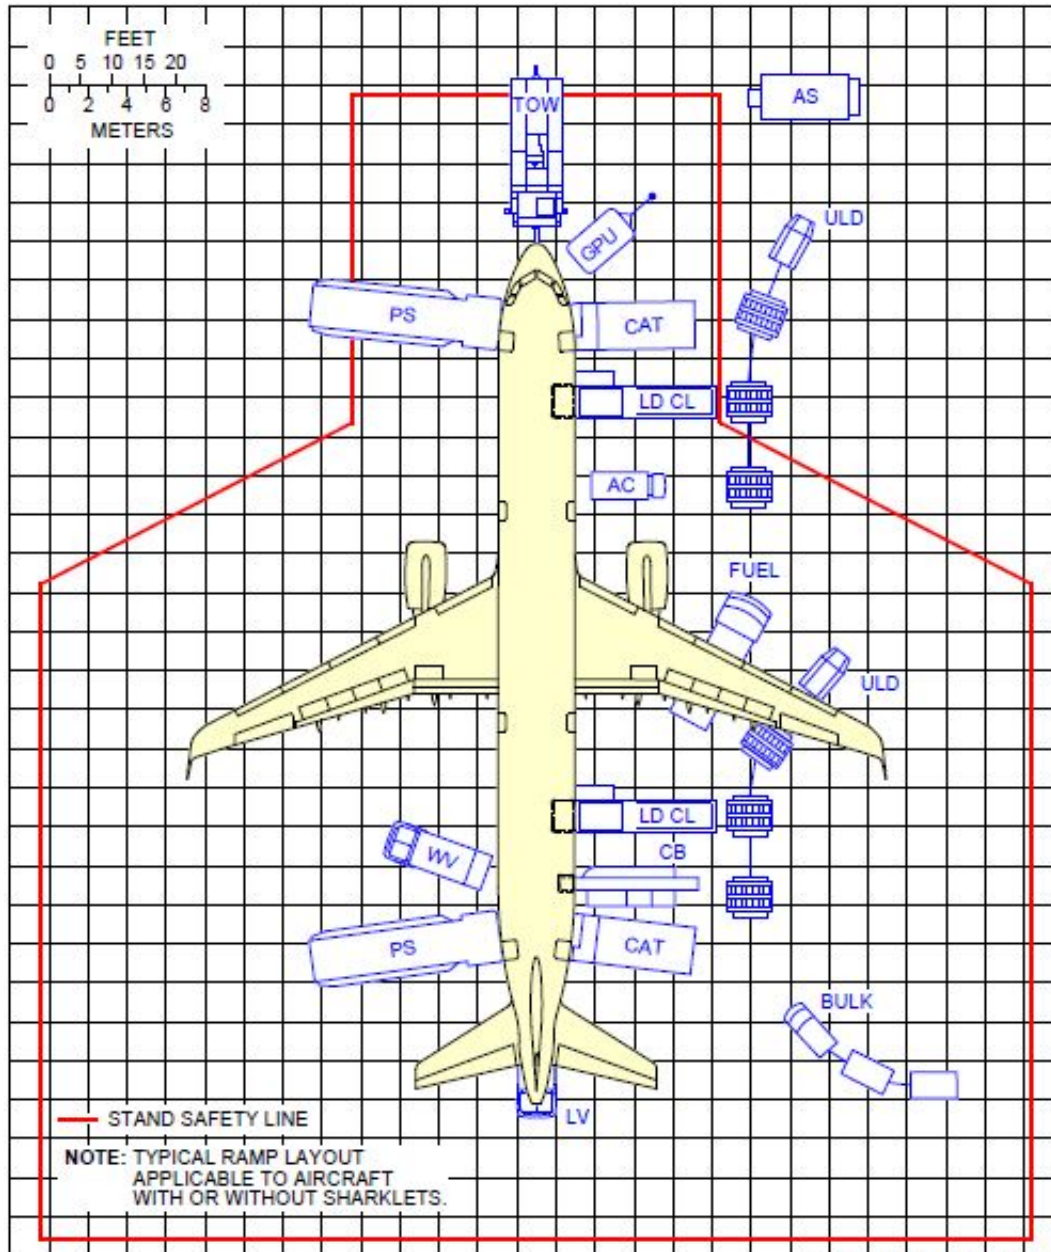 FEET
0 5 10 15 20
0 2 4 6 8
METERS
TOW
AS
ULD
GPU
PS
CAT
LD CL
AC
FUEL
ULD
LD CL
WV
CB
PS
CAT
BULK
LV
STAND SAFETY LINE
NOTE: TYPICAL RAMP LAYOUT
APPLICABLE TO AIRCRAFT
WITH OR WITHOUT SHARKLETS.